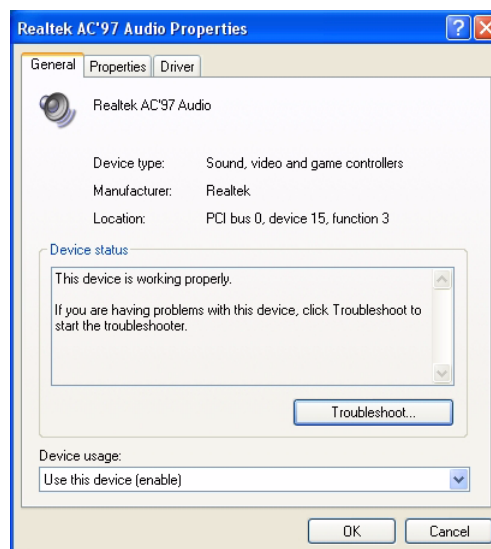 Realtek AC'97 Audio Properties
General Properties Driver
Realtek AC'97 Audio
Device type: Sound, video and game controllers
Manufacturer: Realtek
Location: PCI bus 0, device 15, function 3
Device status
This device is working properly.
If you are having problems with this device, click Troubleshoot to
start the troubleshooter.
Troubleshoot...
Device usage:
Use this device (enable)
OK Cancel